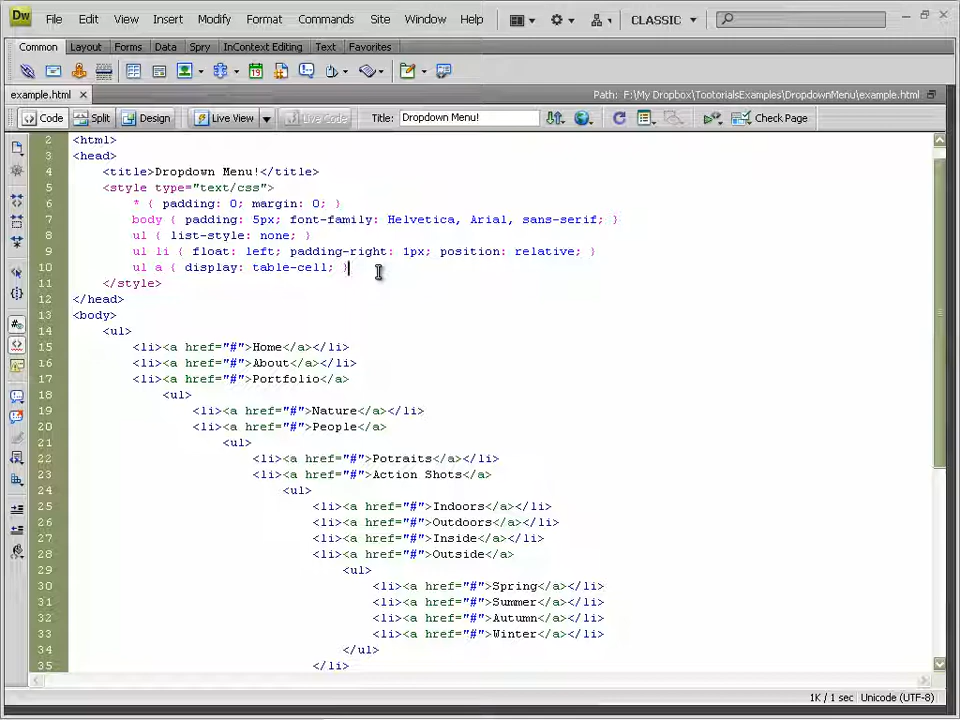 Dw File Edit View Insert Modify Format Commands Site Window Help CLASSIC
Common Layout Forms Data Spry InContext Editing Text Favorites
example.html Path: F:\My Dropbox\TootorialsExamples\DropdownMenu\example.html
Code Split Design Live View Live Code Title: Dropdown Menu! Check Page
2 <html>
3 <head>
4 <title>Dropdown Menu!</title>
5 <style type="text/css">
6 * { padding: 0; margin: 0; }
7 body { padding: 5px; font-family: Helvetica, Arial, sans-serif; }
8 ul { list-style: none; }
9 ul li { float: left; padding-right: 1px; position: relative; }
10 ul a { display: table-cell; }
11 </style>
12 </head>
13 <body>
14 <ul>
15 <li><a href="#">Home</a></li>
16 <li><a href="#">About</a></li>
17 <li><a href="#">Portfolio</a>
18 <ul>
19 <li><a href="#">Nature</a></li>
20 <li><a href="#">People</a>
21 <ul>
22 <li><a href="#">Potraits</a></li>
23 <li><a href="#">Action Shots</a>
24 <ul>
25 <li><a href="#">Indoors</a></li>
26 <li><a href="#">Outdoors</a></li>
27 <li><a href="#">Inside</a></li>
28 <li><a href="#">Outside</a>
29 <ul>
30 <li><a href="#">Spring</a></li>
31 <li><a href="#">Summer</a></li>
32 <li><a href="#">Autumn</a></li>
33 <li><a href="#">Winter</a></li>
34 </ul>
35 </li>
1K / 1 sec Unicode (UTF-8)